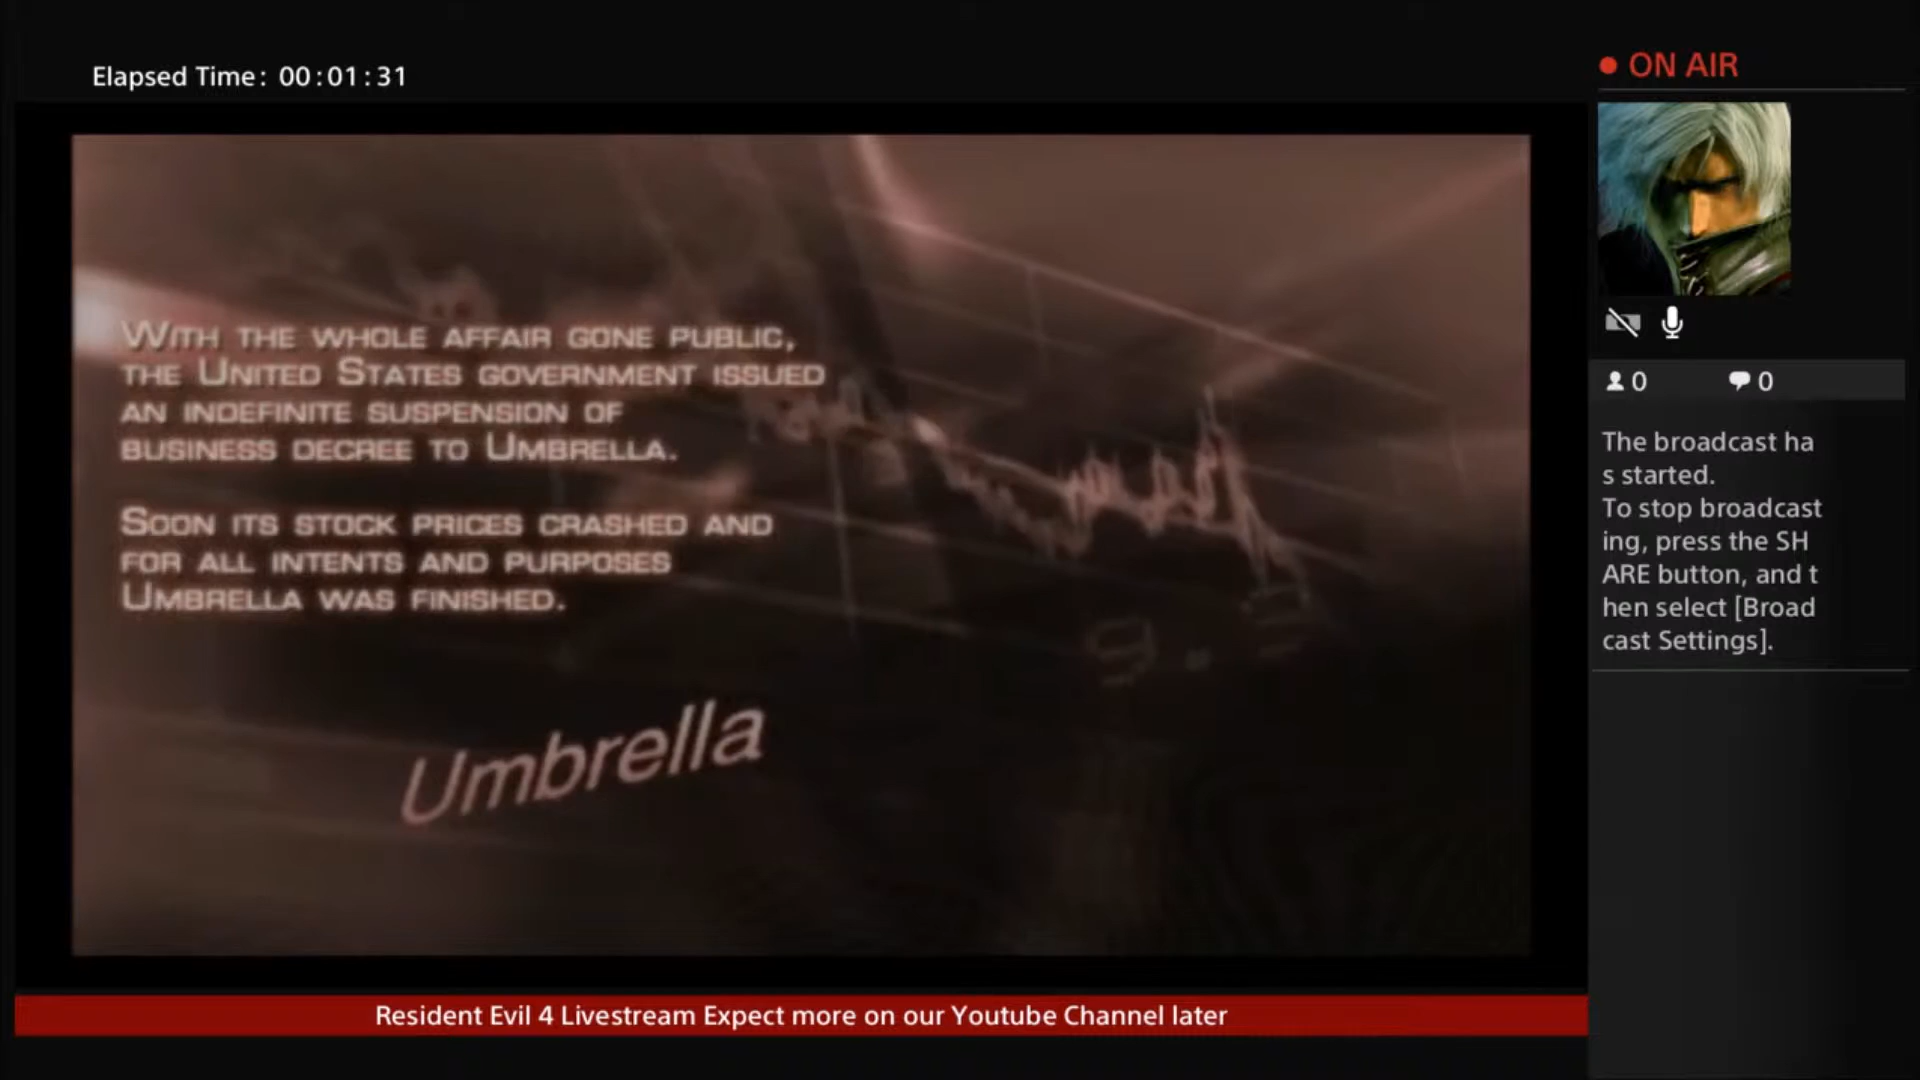 Elapsed Time: 00:01:31
ON AIR
With the whole affair gone public,
the United States government issued
an indefinite suspension of
business decree to Umbrella.
Soon its stock prices crashed and
for all intents and purposes
Umbrella was finished.
Umbrella
0 0
The broadcast ha
s started.
To stop broadcast
ing, press the SH
ARE button, and t
hen select [Broad
cast Settings].
Resident Evil 4 Livestream Expect more on our Youtube Channel later